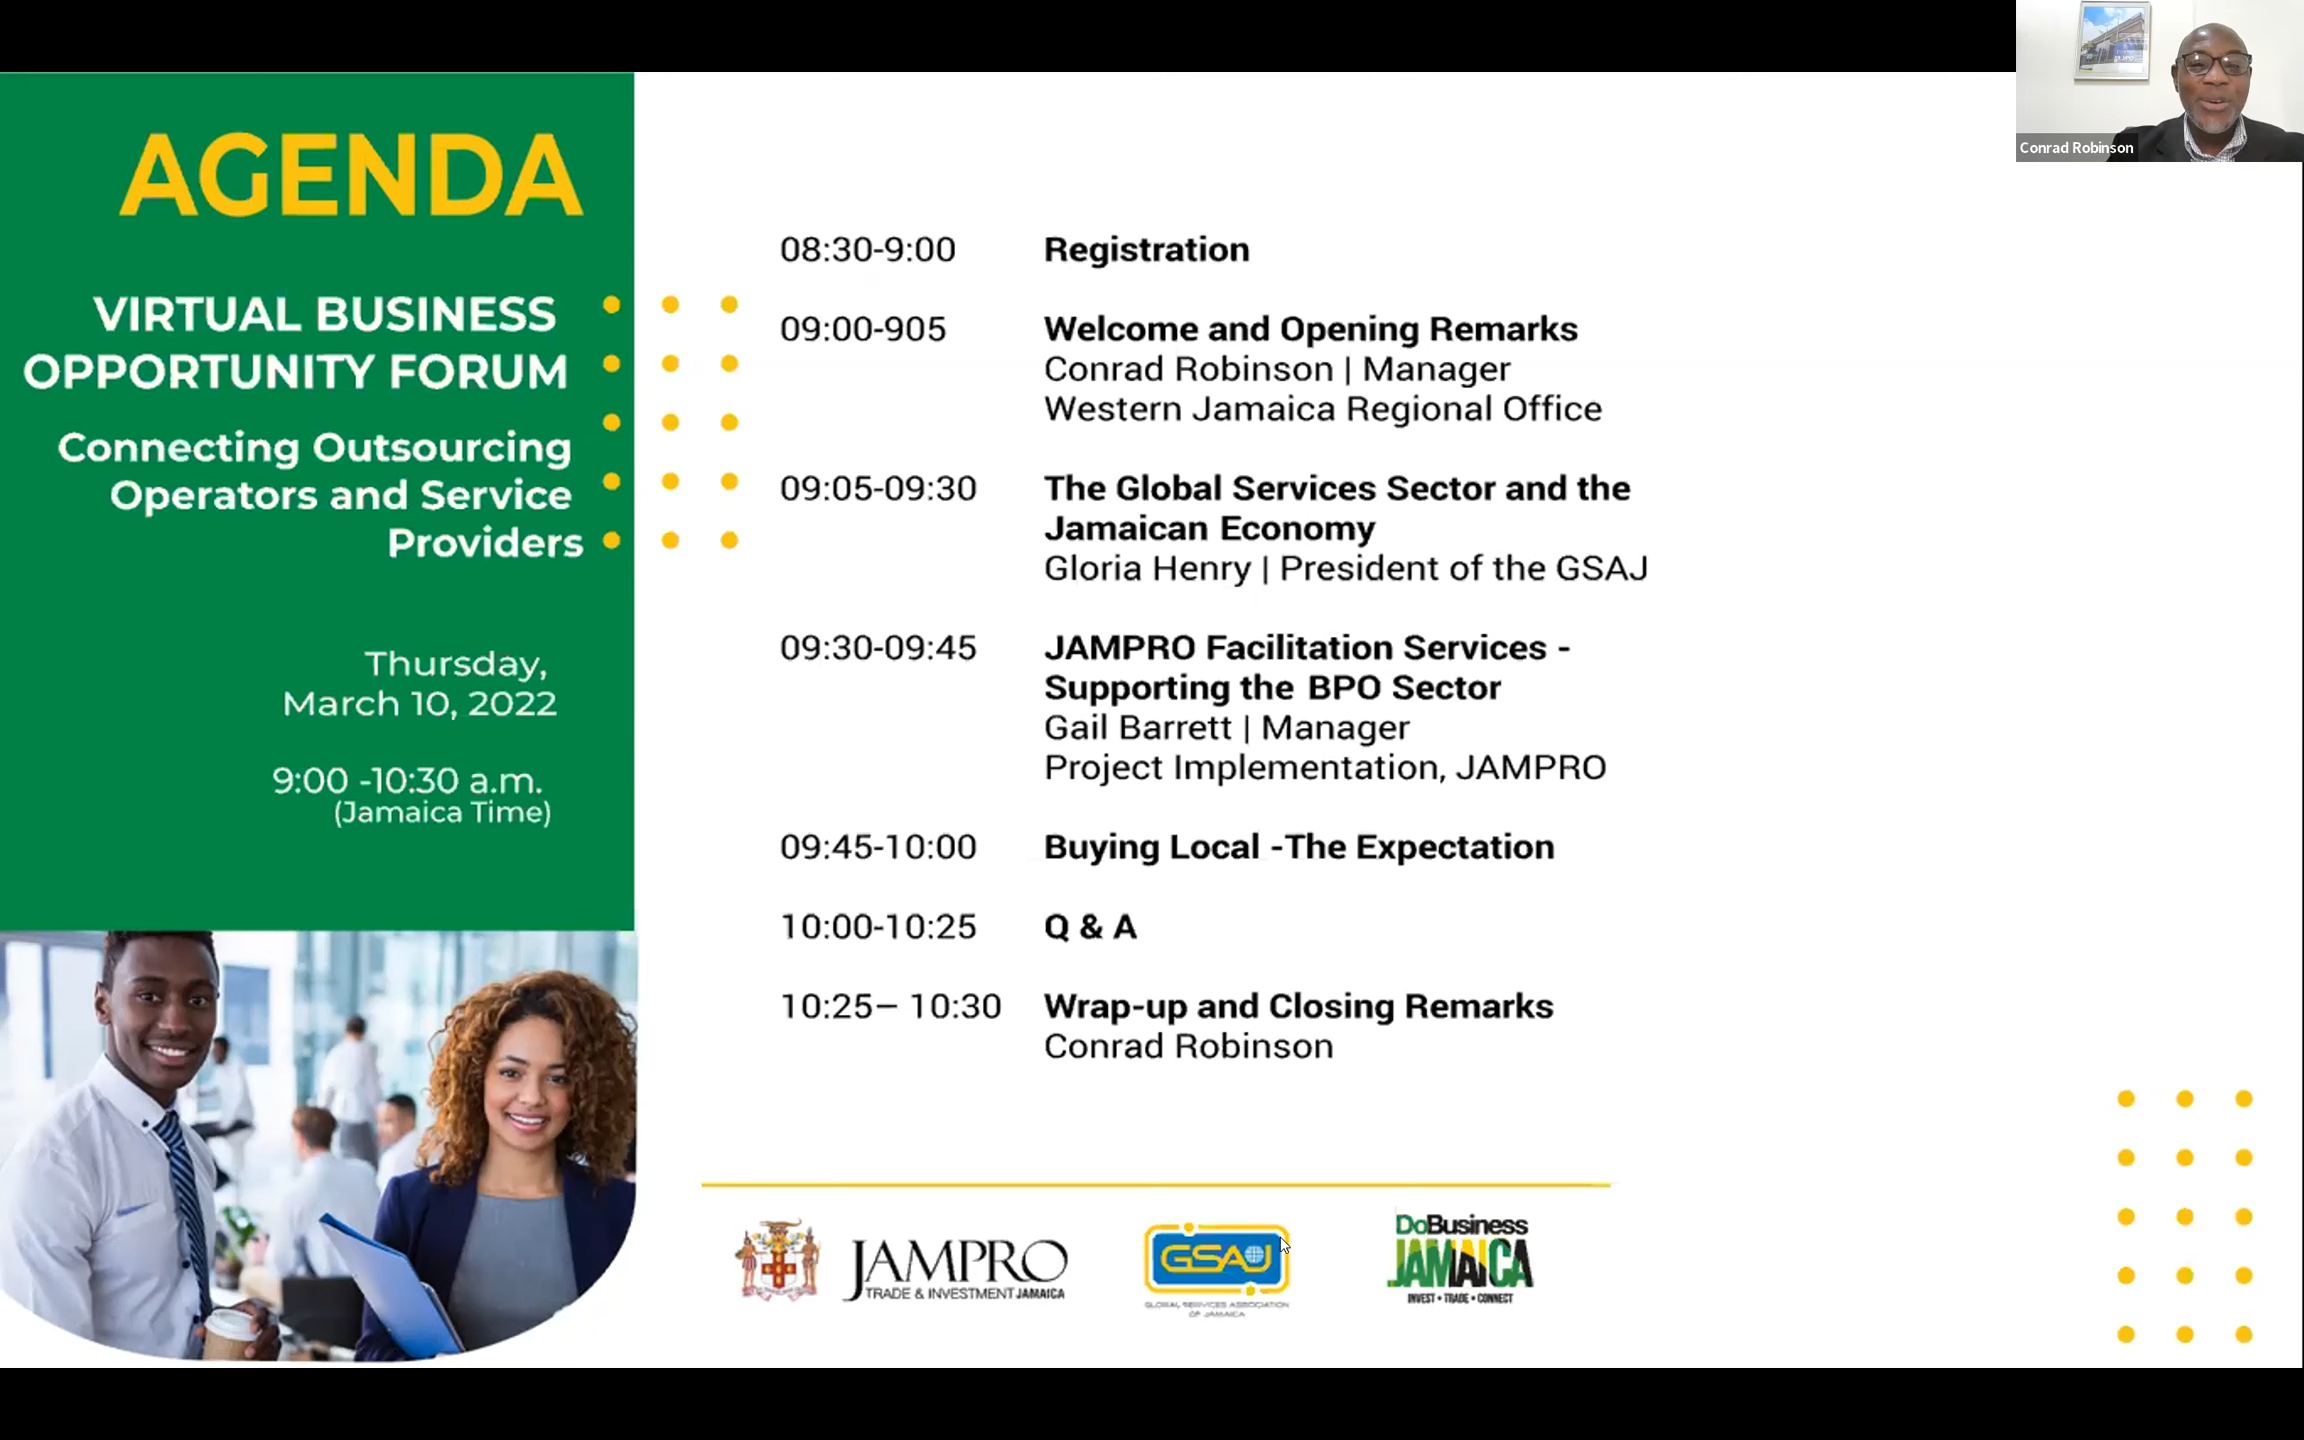 AGENDA
VIRTUAL BUSINESS
OPPORTUNITY FORUM
Connecting Outsourcing
Operators and Service
Providers
Thursday,
March 10, 2022
9:00 -10:30 a.m.
(Jamaica Time)
08:30-9:00 Registration
09:00-905 Welcome and Opening Remarks
Conrad Robinson | Manager
Western Jamaica Regional Office
09:05-09:30 The Global Services Sector and the
Jamaican Economy
Gloria Henry | President of the GSAJ
09:30-09:45 JAMPRO Facilitation Services -
Supporting the BPO Sector
Gail Barrett | Manager
Project Implementation, JAMPRO
09:45-10:00 Buying Local -The Expectation
10:00-10:25 Q & A
10:25– 10:30 Wrap-up and Closing Remarks
Conrad Robinson
JAMPRO
TRADE & INVESTMENT JAMAICA
GSAJ
GLOBAL SERVICES ASSOCIATION
OF JAMAICA
DoBusiness
JAMAICA
INVEST • TRADE • CONNECT
Conrad Robinson